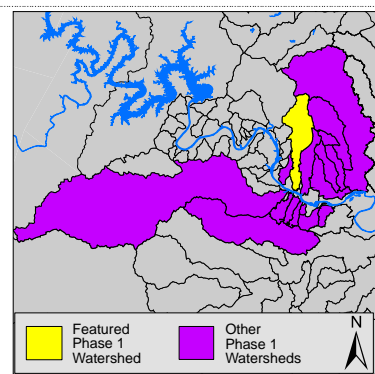 Featured
Phase 1
Watershed
Other
Phase 1
Watersheds
N